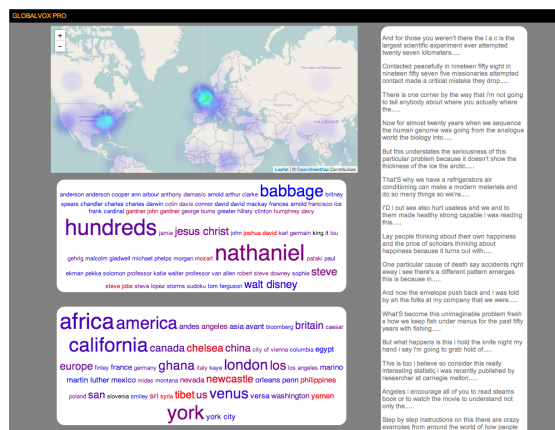 GLOBALVOX PRO
+
−
Leaflet | © OpenStreetMap Contributors
anderson anderson cooper ann arbour anthony damasio arnold arthur clarke babbage britney
spears chandler charles charles darwin colin davis connor david david mackay frances arnold francisco los
frank cardinal gardner john gardner george burns greater hillary clinton humphrey davy
hundreds jamie jesus christ john joshua david karl germain king it lou
gehrig malcolm gladwell michael phelps morgan mozart nathaniel pataki paul
ekman pekka solomon professor katie walter professor van allen robert steve downey sophie steve
steve jobs steve lopez storms sudoku tom ferguson walt disney
africa america andes angeles asia avant bloomberg britain caesar
california canada chelsea china city of vienna columbia egypt
europe finley france germany ghana italy kaye london los los angeles marino
martin luther mexico midas montana nevada newcastle orleans penn philippines
poland san slovenia smiley sri syria tibet us venus versa washington yemen
york york city
And for those you weren't there the l a c is the
largest scientific experiment ever attempted
twenty seven kilometers.....
Contacted peacefully in nineteen fifty eight in
nineteen fifty seven five missionaries attempted
contact made a critical mistake they drop.....
There is one corner by the way that i'm not going
to tell anybody about where you actually where
the.....
Now for almost twenty years when we sequence
the human genome was going from the analogue
world the biology into.....
But this understates the seriousness of this
particular problem because it doesn't show the
thickness of the ice the arctic.....
That'S why we have a refrigerators air
conditioning can make a modern materials and
do so many things so we're.....
I'D i out see also hurt useless and we and to
them made healthy strong capable i was reading
this.....
Lay people thinking about their own happiness
and the price of scholars thinking about
happiness because it turns out with.....
One particular cause of death say accidents right
away i see there's a different pattern emerges
this is because in.....
And now the envelope push back and i was told
by ah the folks at my company that we were.....
What'S become this unimaginable problem fresh
s how we keep fish under menus for the past fifty
years with fishing.....
But what happens is this i hold the knife night my
hand i say i'm going to grab hold of.....
This is too i believe so consider this really
interesting statistic i was recently published by
researcher at carnegie mellon.....
Angeles i encourage all of you to read steams
book or to watch the movie to understand not
only the.....
Step by step instructions on this there are crazy
examples from around the world of how people